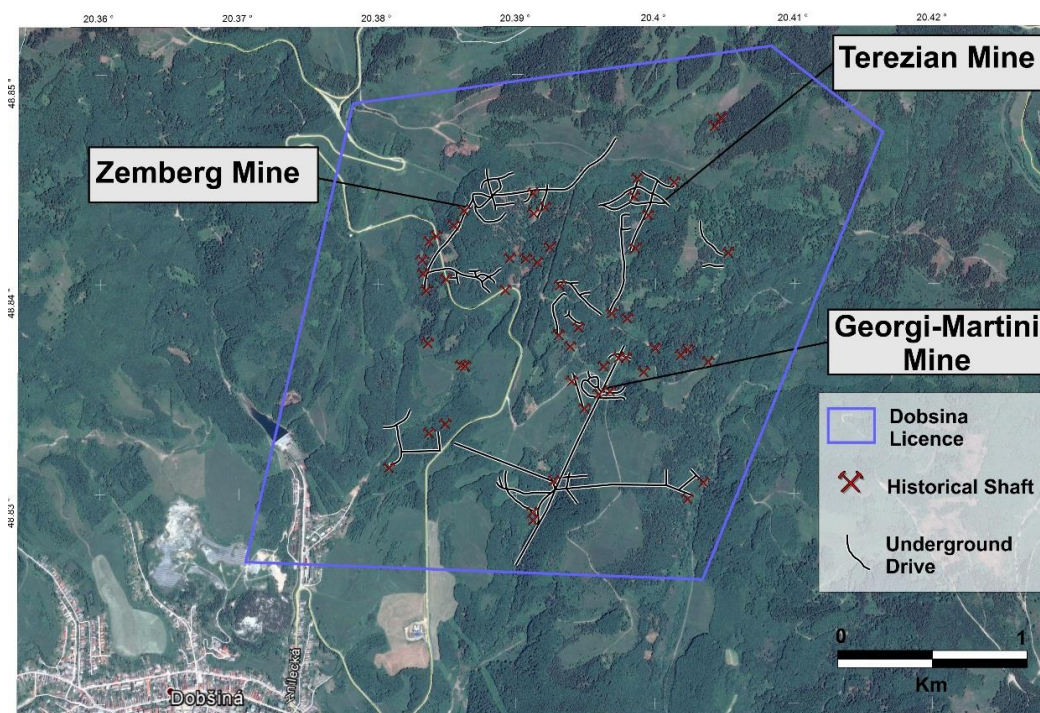 20.36 °
20.37 °
20.38 °
20.39 °
20.4 °
20.41 °
20.42 °
48.85 °
48.84 °
48.83 °
Terezian Mine
Zemberg Mine
Georgi-Martini
Mine
Dobsina
Licence
Historical Shaft
Underground
Drive
0
1
Km
Dobšiná